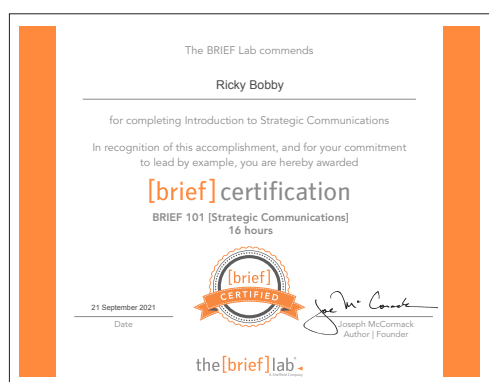 The BRIEF Lab commends
Ricky Bobby
for completing Introduction to Strategic Communications
In recognition of this accomplishment, and for your commitment
to lead by example, you are hereby awarded
[brief] certification
BRIEF 101 [Strategic Communications]
16 hours
[brief]
CERTIFIED
21 September 2021
Date
Joe McCormack
Joseph McCormack
Author | Founder
the[brief]lab